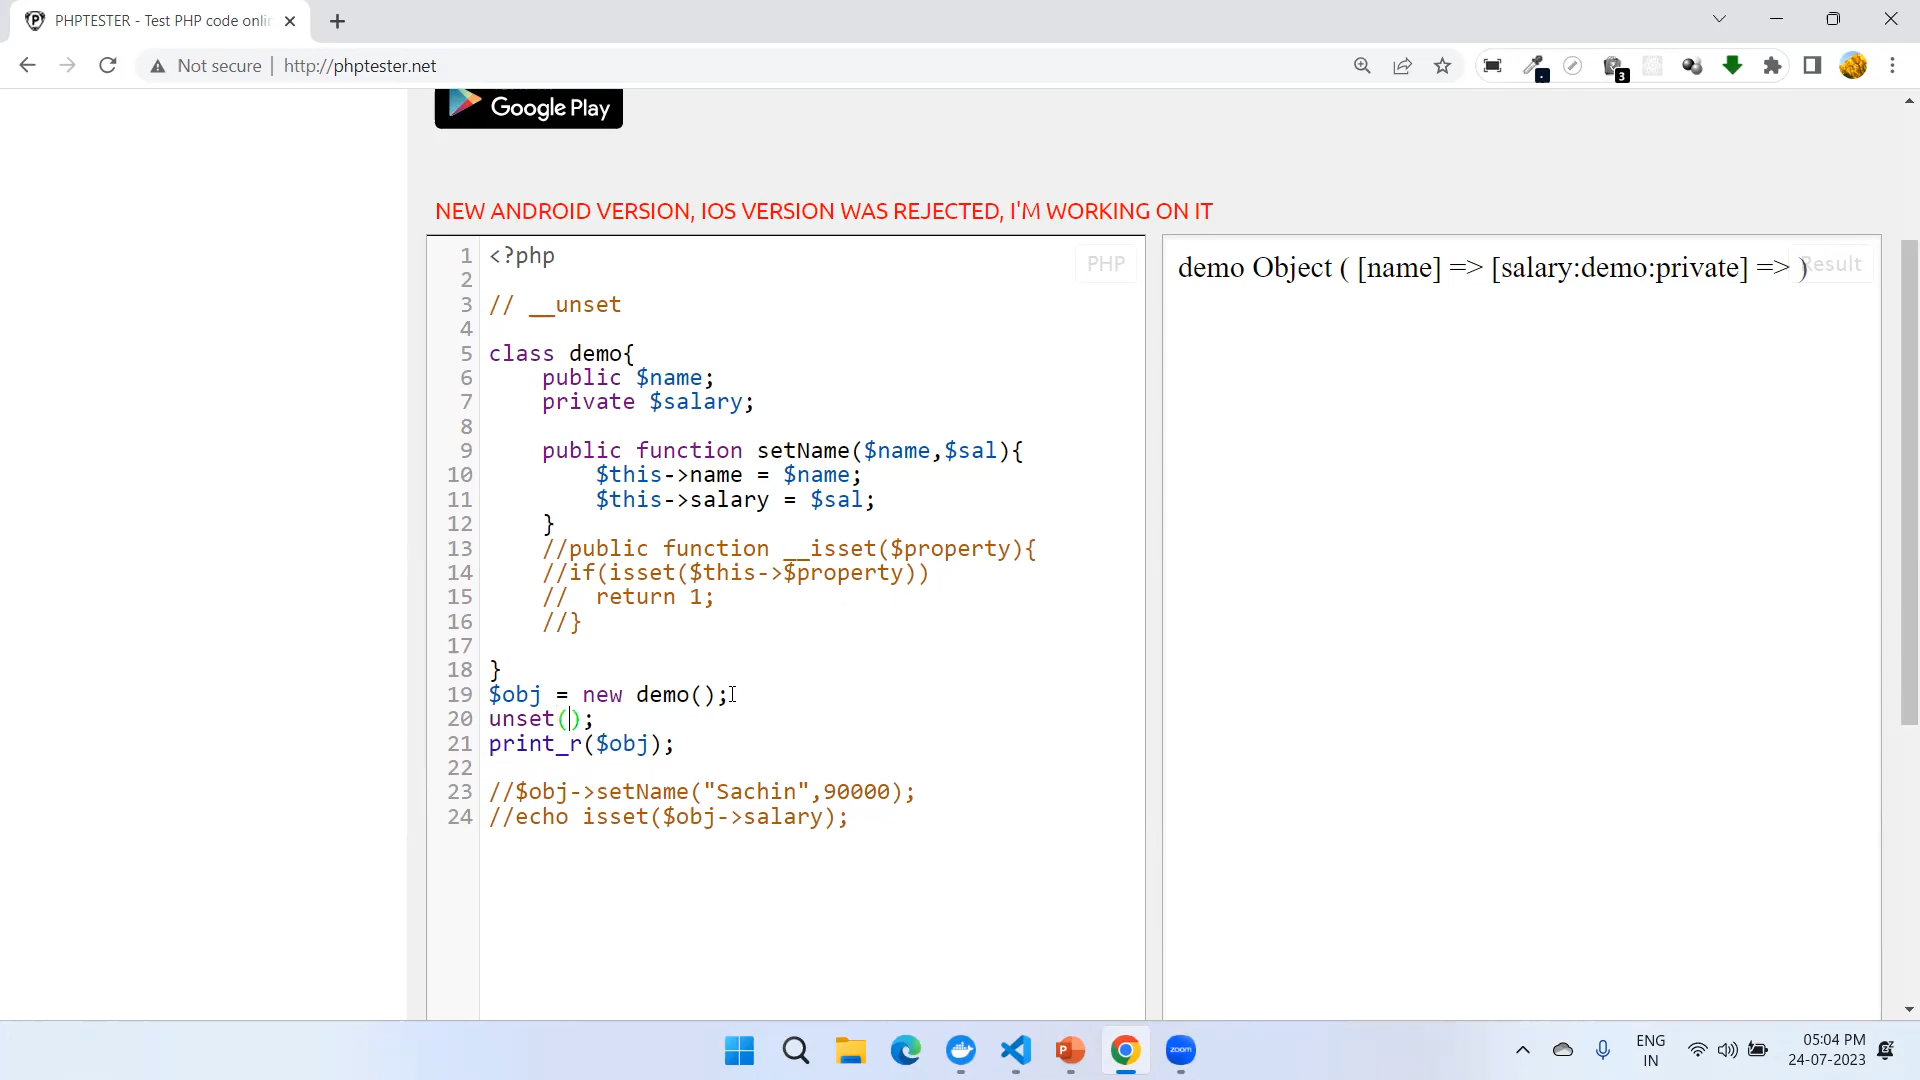 PHPTESTER - Test PHP code onlin
Not secure
http://phptester.net
3
Google Play
NEW ANDROID VERSION, IOS VERSION WAS REJECTED, I'M WORKING ON IT
PHP
1 <?php
2
3 // __unset
4
5 class demo{
6 public $name;
7 private $salary;
8
9 public function setName($name,$sal){
10 $this->name = $name;
11 $this->salary = $sal;
12 }
13 //public function __isset($property){
14 //if(isset($this->$property))
15 // return 1;
16 //}
17
18 }
19 $obj = new demo();
20 unset();
21 print_r($obj);
22
23 //$obj->setName("Sachin",90000);
24 //echo isset($obj->salary);
demo Object ( [name] => [salary:demo:private] => )
Result
zoom
ENG
IN
05:04 PM
24-07-2023